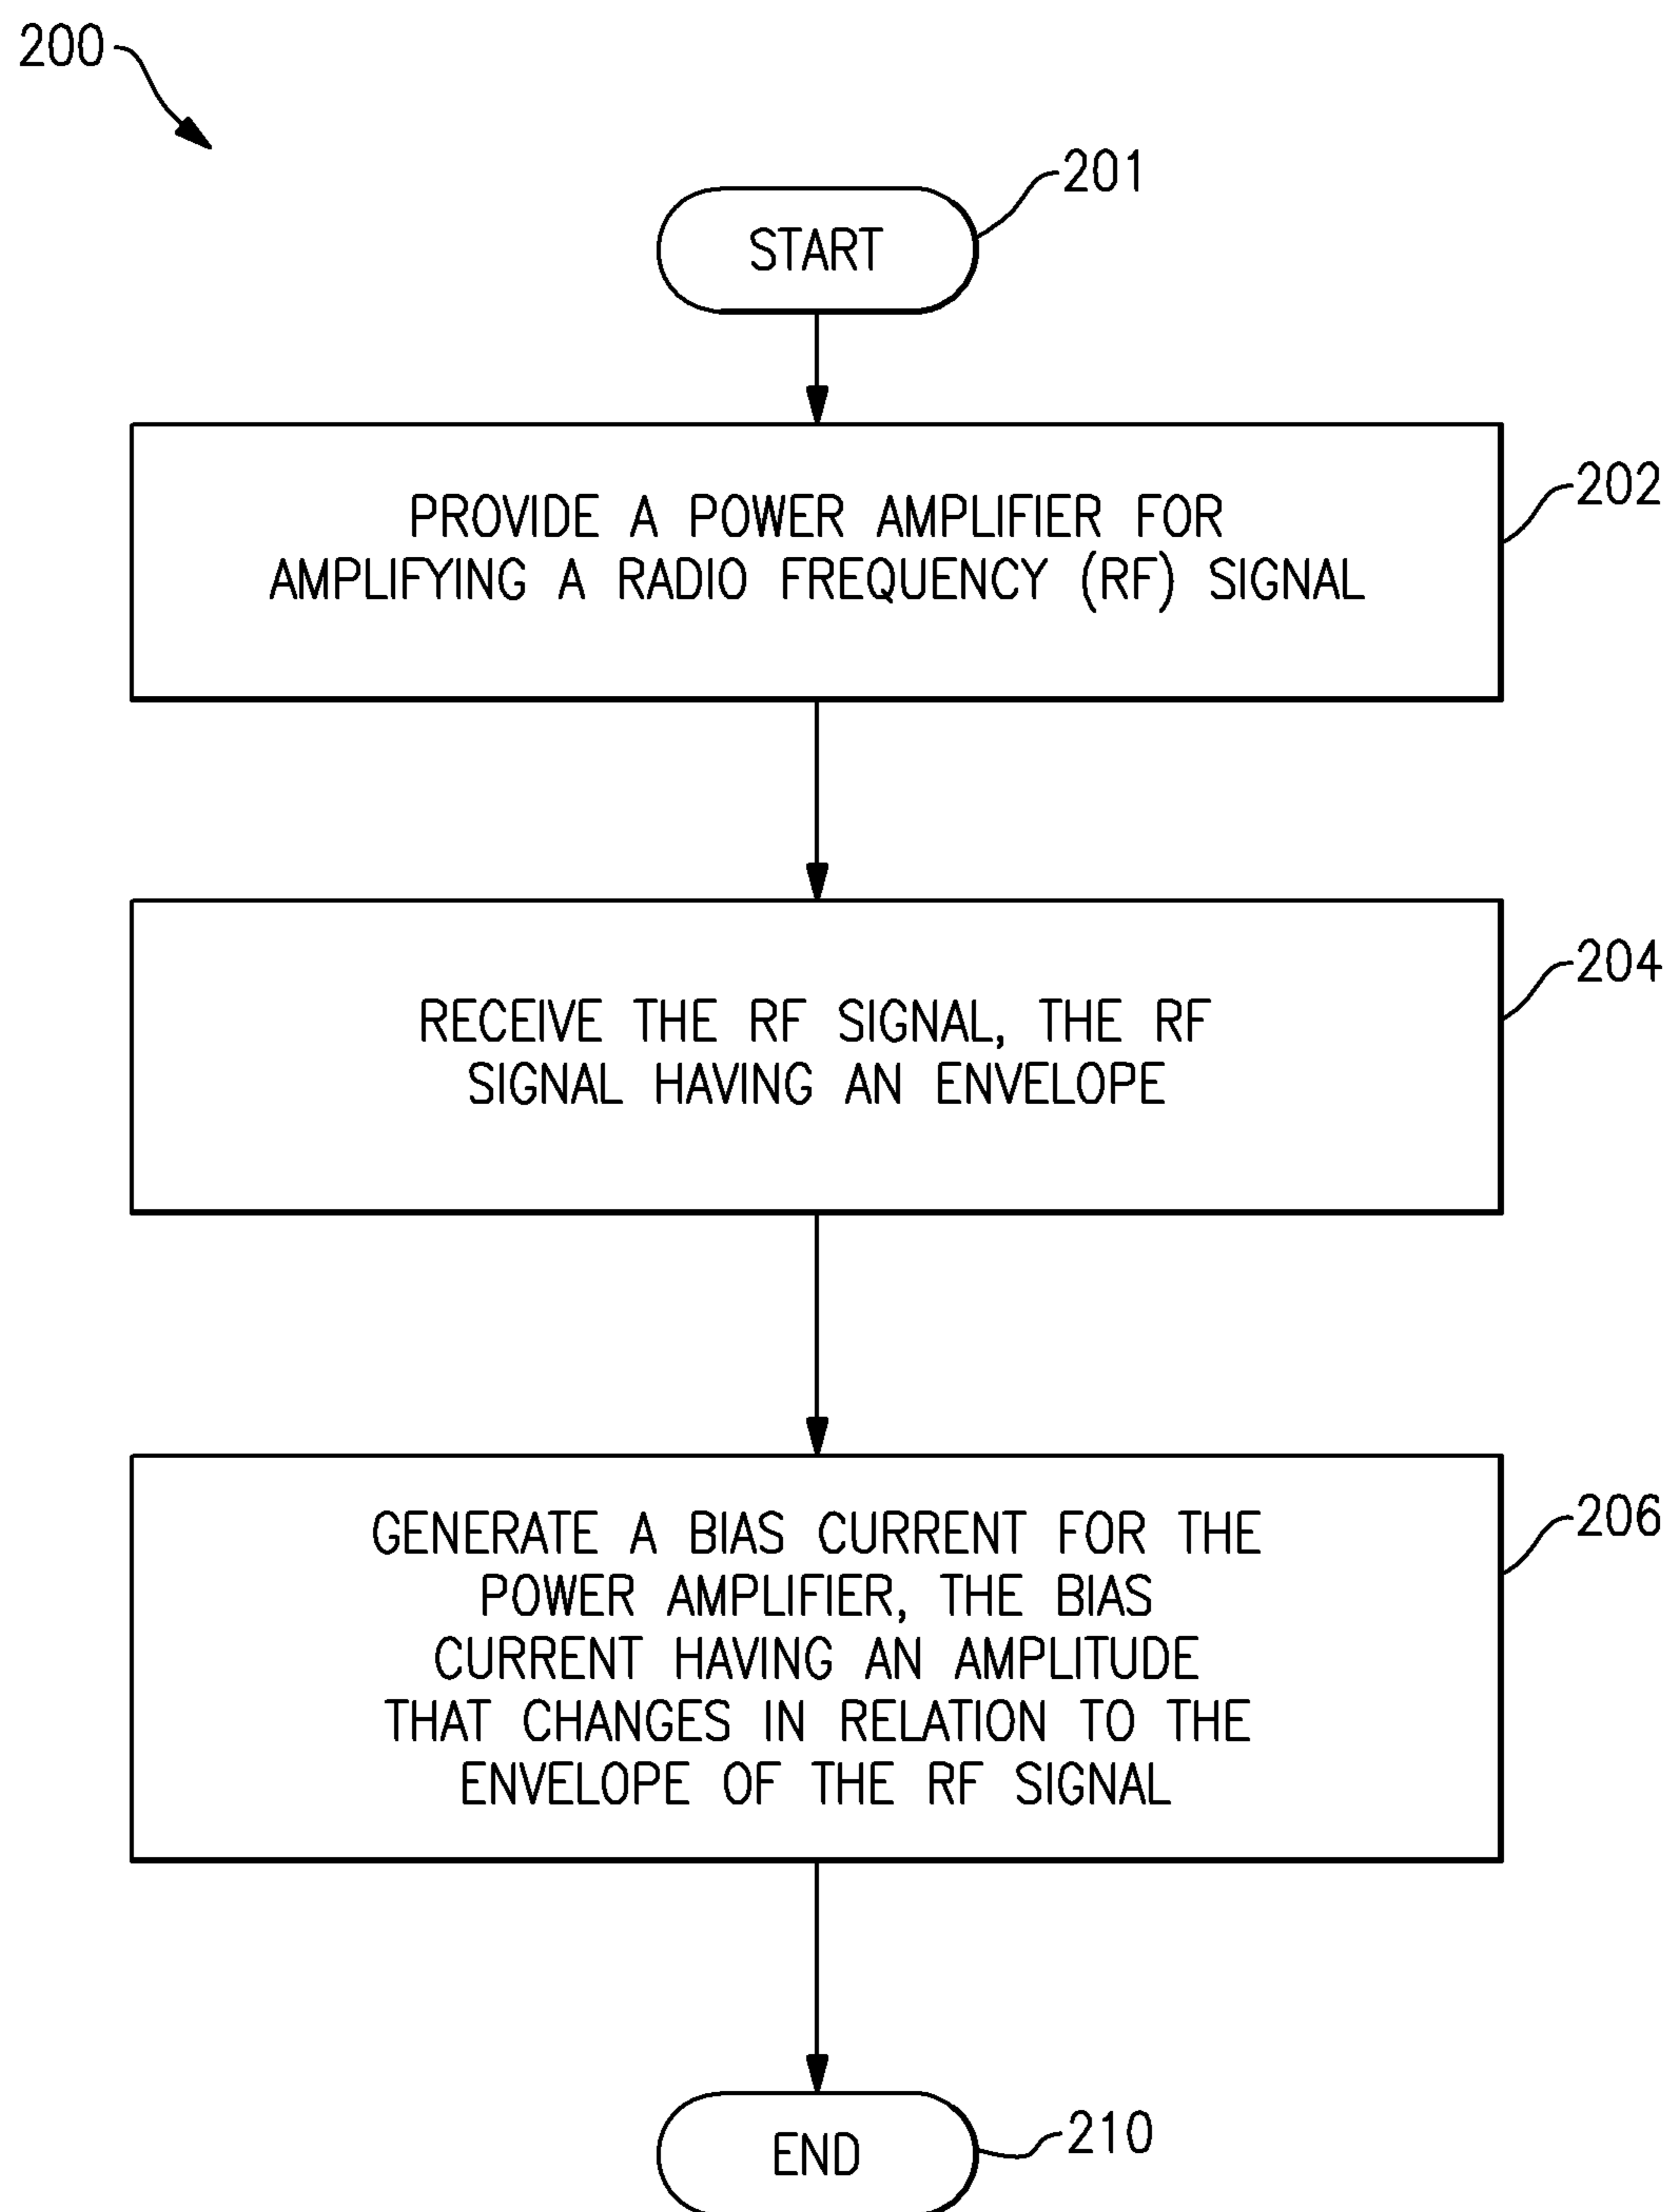 200
201
START
202
PROVIDE A POWER AMPLIFIER FOR
AMPLIFYING A RADIO FREQUENCY (RF) SIGNAL
204
RECEIVE THE RF SIGNAL, THE RF
SIGNAL HAVING AN ENVELOPE
206
GENERATE A BIAS CURRENT FOR THE
POWER AMPLIFIER, THE BIAS
CURRENT HAVING AN AMPLITUDE
THAT CHANGES IN RELATION TO THE
ENVELOPE OF THE RF SIGNAL
210
END